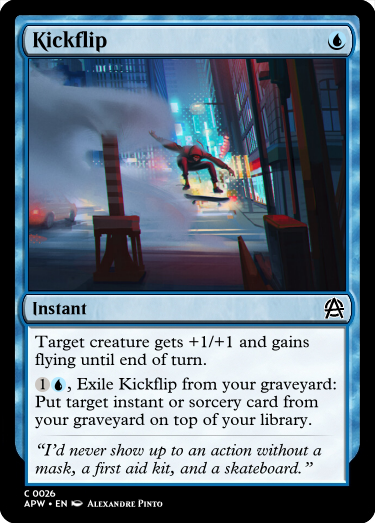 Kickflip
Instant
Target creature gets +1/+1 and gains
flying until end of turn.
1, Exile Kickflip from your graveyard:
Put target instant or sorcery card from
your graveyard on top of your library.
"I'd never show up to an action without a
mask, a first aid kit, and a skateboard."
C 0026
APW • EN Alexandre Pinto